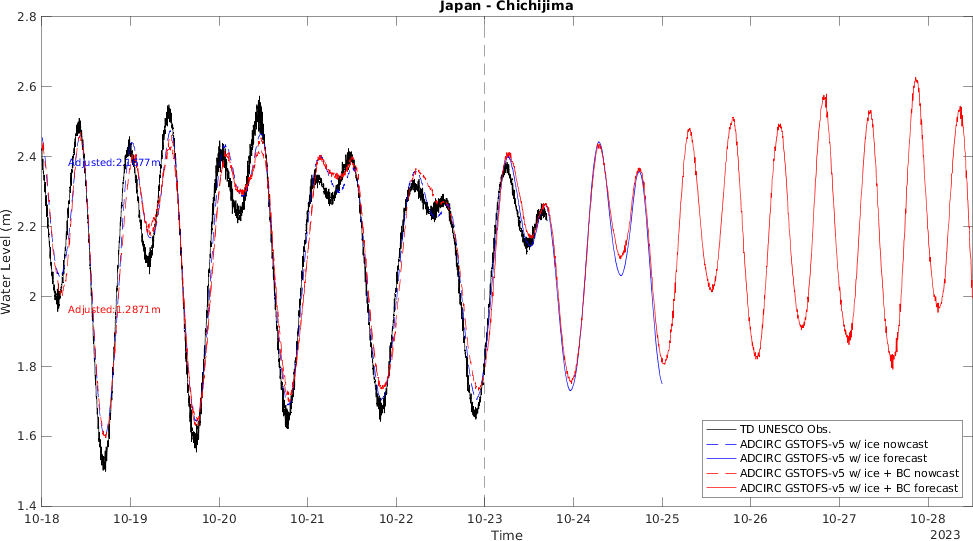 Japan - Chichijima
2.8
2.6
2.4
2.2
2
1.8
1.6
1.4
Water Level (m)
Adjusted:1.2871m
TD UNESCO Obs.
ADCIRC GSTOFS-v5 w/ ice nowcast
ADCIRC GSTOFS-v5 w/ ice forecast
ADCIRC GSTOFS-v5 w/ ice + BC nowcast
ADCIRC GSTOFS-v5 w/ ice + BC forecast
10-18 10-19 10-20 10-21 10-22 10-23 10-24 10-25 10-26 10-27 10-28
Time
2023